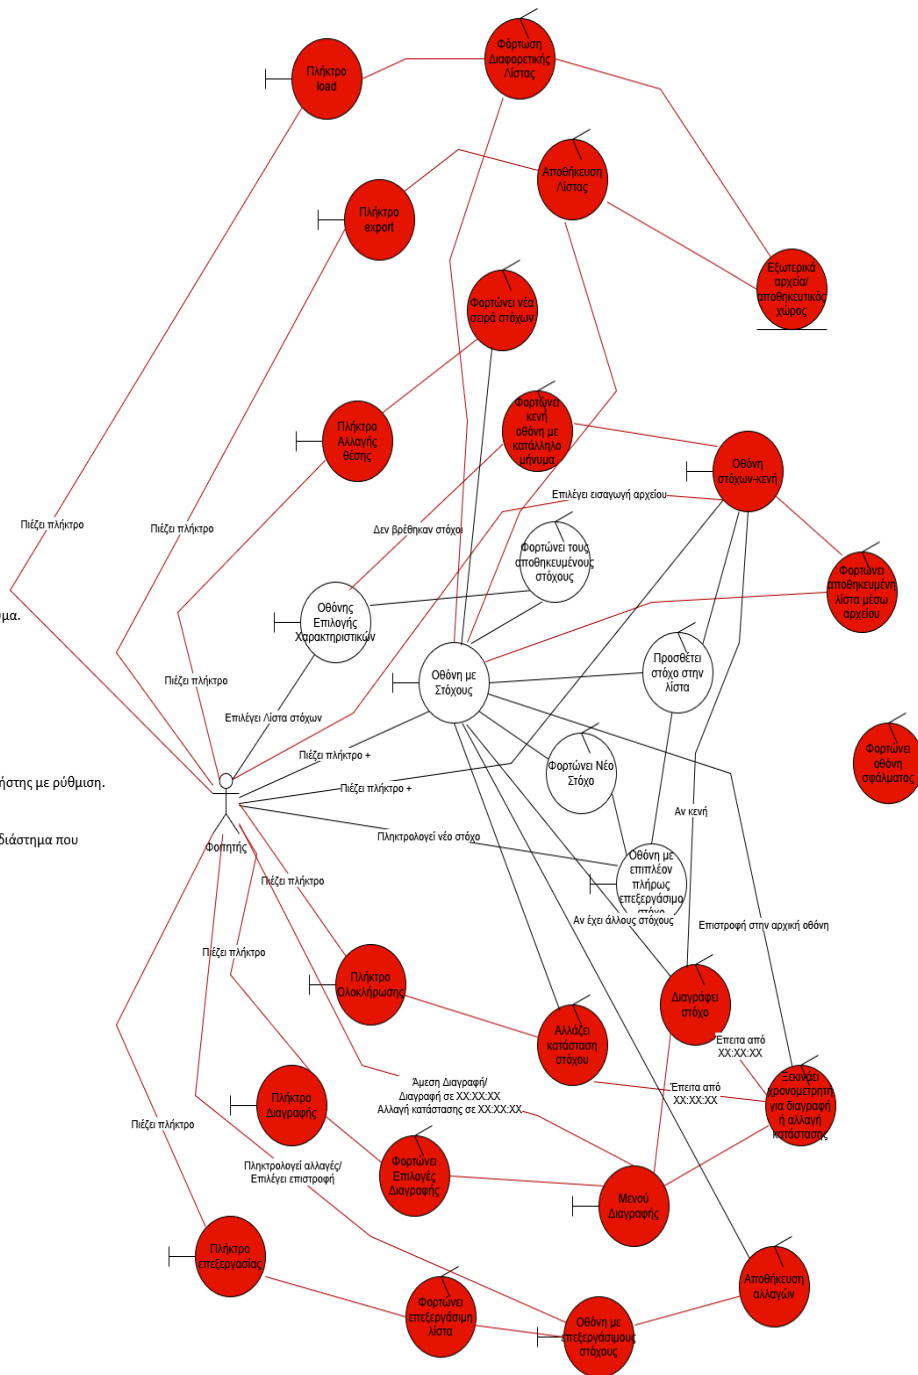 Φόρτωση
Διαφορετικής
Λίστας
Πλήκτρο
load
Αποθήκευση
Λίστας
Πλήκτρο
export
Εξωτερικά
αρχεία/
αποθηκευτικός
χώρος
Φορτώνει νέα
σειρά στόχων
Φορτώνει
κενή
οθόνη με
κατάλληλο
μήνυμα
Πλήκτρο
Αλλαγής
θέσης
Οθόνη
στόχων-κενή
Επιλέγει εισαγωγή αρχείου
Πιέζει πλήκτρο
Πιέζει πλήκτρο
Δεν βρέθηκαν στόχοι
Φορτώνει τους
αποθηκευμένους
στόχους
Φορτώνει
αποθηκευμένη
λίστα μέσω
αρχείου
Οθόνης
Επιλογής
Χαρακτηριστικών
υμα.
Προσθέτει
στόχο στην
λίστα
Πιέζει πλήκτρο
Οθόνη με
Στόχους
Επιλέγει Λίστα στόχων
Πιέζει πλήκτρο +
Φορτώνει
οθόνη
σφάλματος
Φορτώνει Νέο
Στόχο
ήστης με ρύθμιση.
Πιέζει πλήκτρο +
Αν κενή
διάστημα που
Πληκτρολογεί νέο στόχο
Φοιτητής
Οθόνη με
επιπλέον
πλήρως
επεξεργάσιμο
στόχο
Πιέζει πλήκτρο
Αν έχει άλλους στόχους
Επιστροφή στην αρχική οθόνη
Πιέζει πλήκτρο
Πλήκτρο
Ολοκλήρωσης
Διαγράφει
στόχο
Αλλάζει
κατάσταση
στόχου
Έπειτα από
XX:XX:XX
Ξεκινάει
χρονομετρητή
για διαγραφή
ή αλλαγή
κατάστασης
Άμεση Διαγραφή/
Διαγραφή σε XX:XX:XX
Αλλαγή κατάστασης σε XX:XX:XX
Έπειτα από
XX:XX:XX
Πλήκτρο
Διαγραφής
Πιέζει πλήκτρο
Φορτώνει
Επιλογές
Διαγραφής
Πληκτρολογεί αλλαγές/
Επιλέγει επιστροφή
Μενού
Διαγραφής
Πλήκτρο
επεξεργασίας
Αποθήκευση
αλλαγών
Φορτώνει
επεξεργάσιμη
λίστα
Οθόνη με
επεξεργάσιμους
στόχους